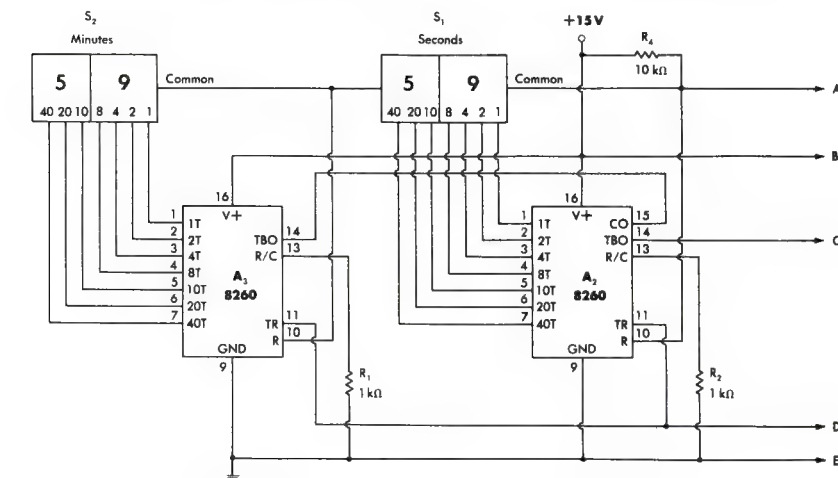 S₂
Minutes
5 9
40 20 10 8 4 2 1
Common
S₁
Seconds
5 9
40 20 10 8 4 2 1
Common
+15V
R₄
10 kΩ
A
B
C
D
E
16
V+
1 1T
2 2T
3 4T
4 8T
5 10T
6 20T
7 40T
TBO 14
R/C 13
A₃
8260
TR 11
R 10
GND
9
R₁
1 kΩ
16
V+
1 1T
2 2T
3 4T
4 8T
5 10T
6 20T
7 40T
CO 15
TBO 14
R/C 13
A₂
8260
TR 11
R 10
GND
9
R₂
1 kΩ